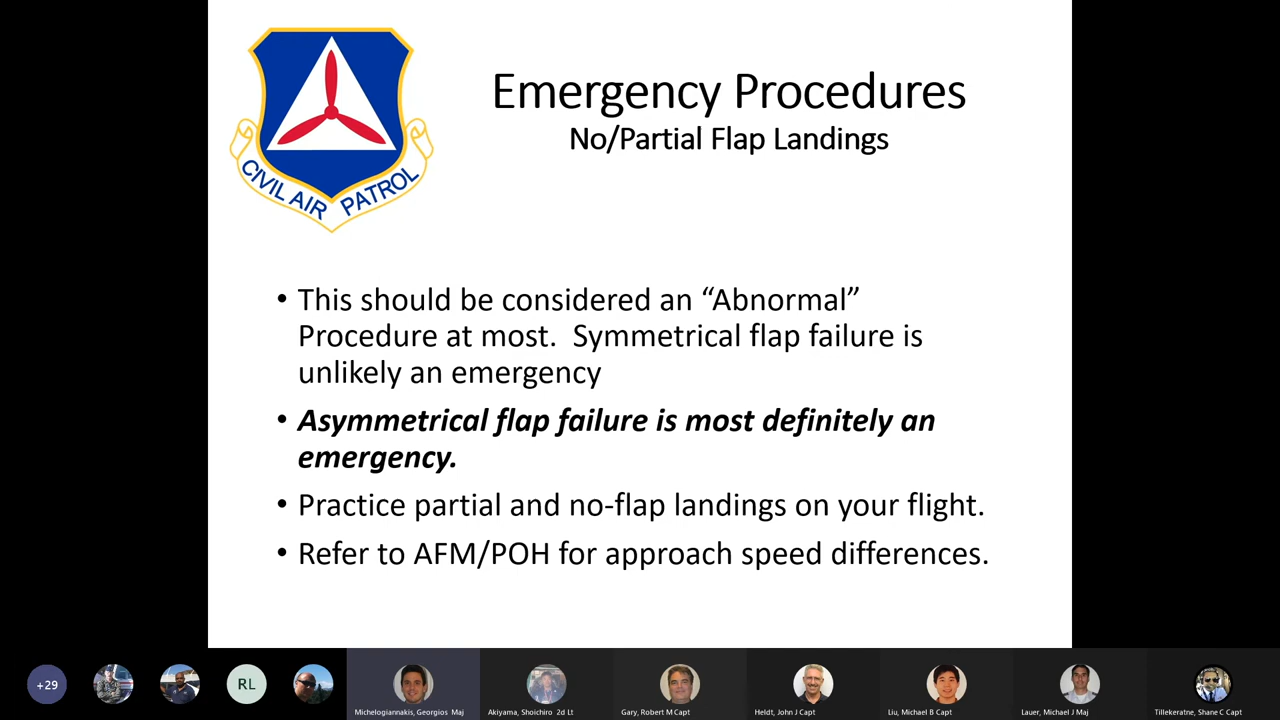 CIVIL AIR PATROL
Emergency Procedures
No/Partial Flap Landings
• This should be considered an “Abnormal”
Procedure at most.  Symmetrical flap failure is
unlikely an emergency
• Asymmetrical flap failure is most definitely an
emergency.
• Practice partial and no-flap landings on your flight.
• Refer to AFM/POH for approach speed differences.
+29
RL
Michelogiannakis, Georgios Maj
Akiyama, Shoichiro 2d Lt
Gary, Robert M Capt
Heldt, John J Capt
Liu, Michael B Capt
Lauer, Michael J Maj
Tillekeratne, Shane C Capt